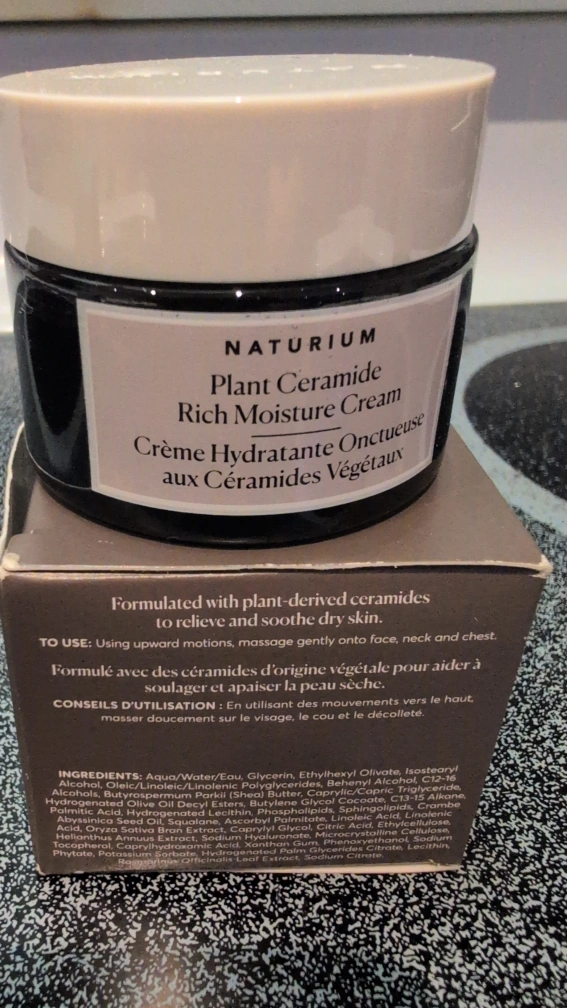 NATURIUM
Plant Ceramide
Rich Moisture Cream
Crème Hydratante Onctueuse
aux Céramides Végétaux
Formulated with plant-derived ceramides
to relieve and soothe dry skin.
TO USE: Using upward motions, massage gently onto face, neck and chest.
Formulé avec des céramides d'origine végétale pour aider à
soulager et apaiser la peau sèche.
CONSEILS D'UTILISATION : En utilisant des mouvements vers le haut,
masser doucement sur le visage, le cou et le décolleté.
INGREDIENTS: Aqua/Water/Eau, Glycerin, Ethylhexyl Olivate, Isostearyl
Alcohol, Oleic/Linoleic/Linolenic Polyglycerides, Behenyl Alcohol, C12-16
Alcohols, Butyrospermum Parkii (Shea) Butter, Caprylic/Capric Triglyceride,
Hydrogenated Olive Oil Decyl Esters, Butylene Glycol Cocoate, C13-15 Alkane,
Palmitic Acid, Hydrogenated Lecithin, Phospholipids, Sphingolipids, Crambe
Abyssinica Seed Oil, Squalane, Ascorbyl Palmitate, Linoleic Acid, Linolenic
Acid, Oryza Sativa Bran Extract, Caprylyl Glycol, Citric Acid, Ethylcellulose,
Helianthus Annuus Extract, Sodium Hyaluronate, Microcrystalline Cellulose,
Tocopherol, Caprylhydroxamic Acid, Xanthan Gum, Phenoxyethanol, Sodium
Phytate, Potassium Sorbate, Hydrogenated Palm Glycerides Citrate, Lecithin,
Rosmarinus Officinalis Leaf Extract, Sodium Citrate.